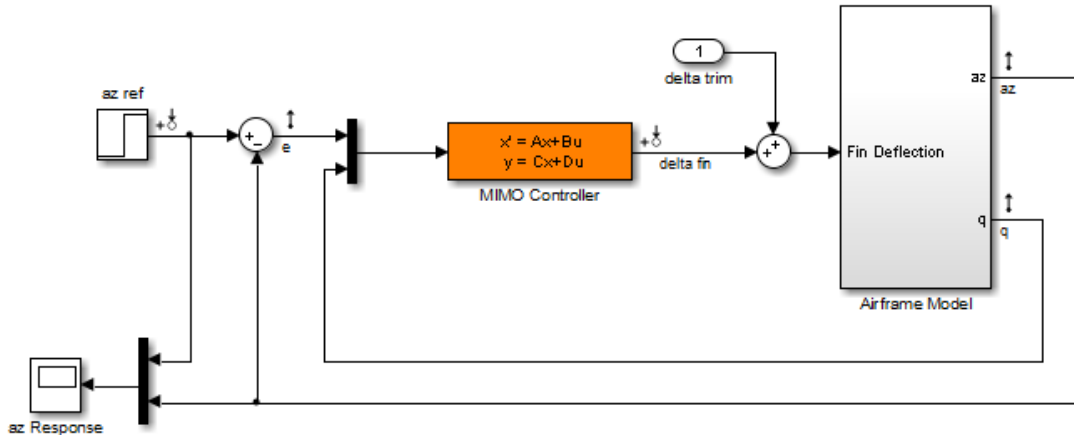 1
delta trim
az ref
az
az
+
+
-
e
x' = Ax+Bu
y = Cx+Du
+
delta fin
+
+
Fin Deflection
MIMO Controller
q
q
Airframe Model
az Response